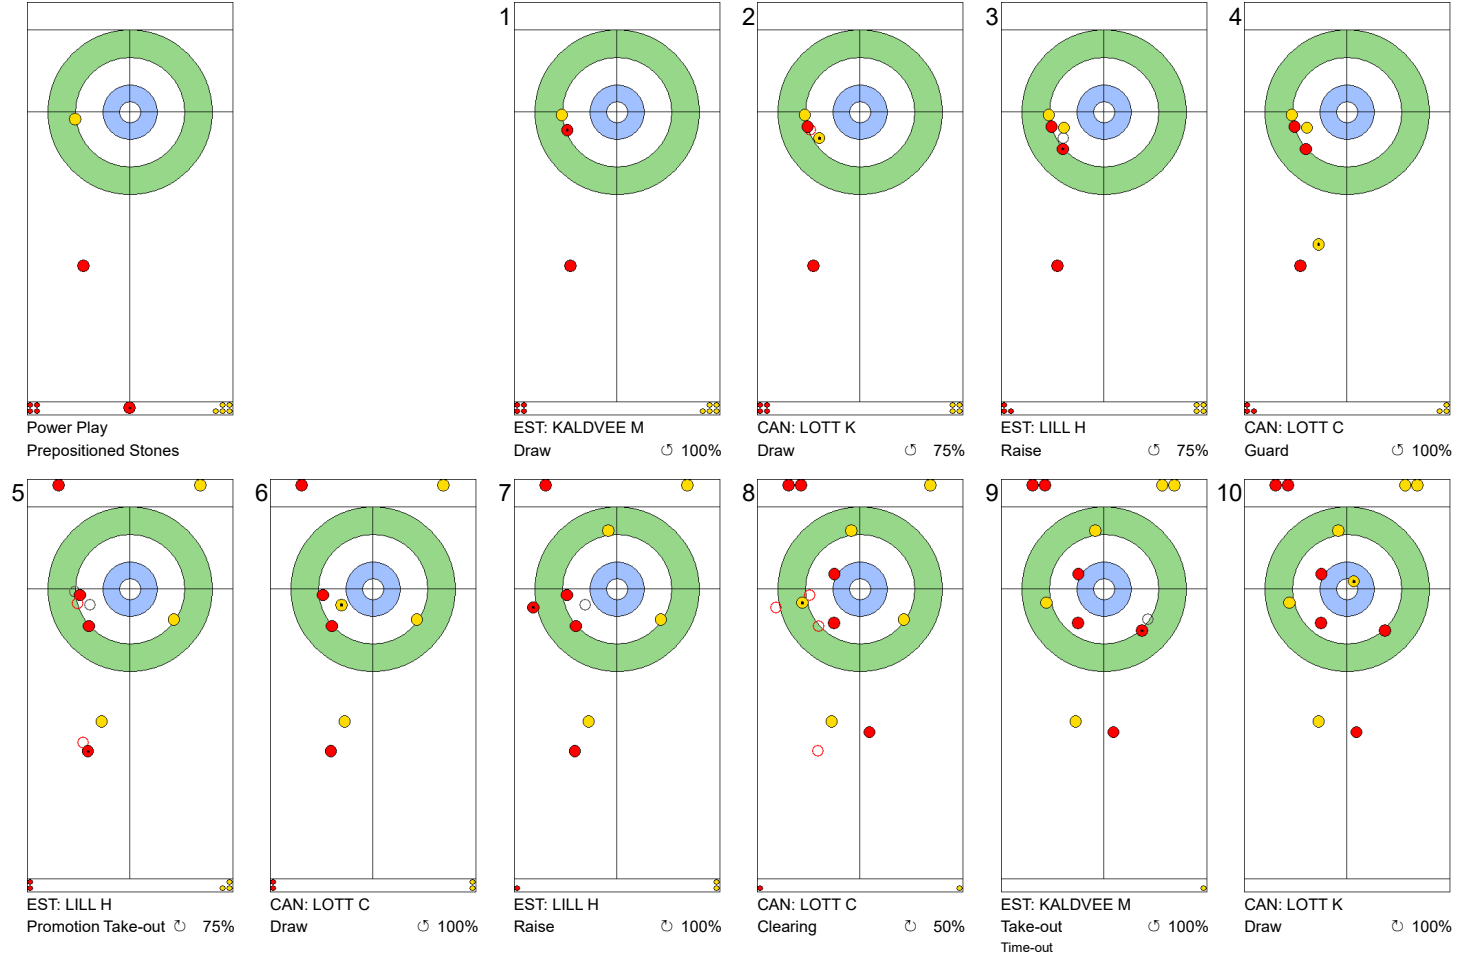 1
2
3
4
Power Play
Prepositioned Stones
EST: KALDVEE M
Draw 100%
CAN: LOTT K
Draw 75%
EST: LILL H
Raise 75%
CAN: LOTT C
Guard 100%
5
6
7
8
9
10
EST: LILL H
Promotion Take-out 75%
CAN: LOTT C
Draw 100%
EST: LILL H
Raise 100%
CAN: LOTT C
Clearing 50%
EST: KALDVEE M
Take-out 100%
Time-out
CAN: LOTT K
Draw 100%